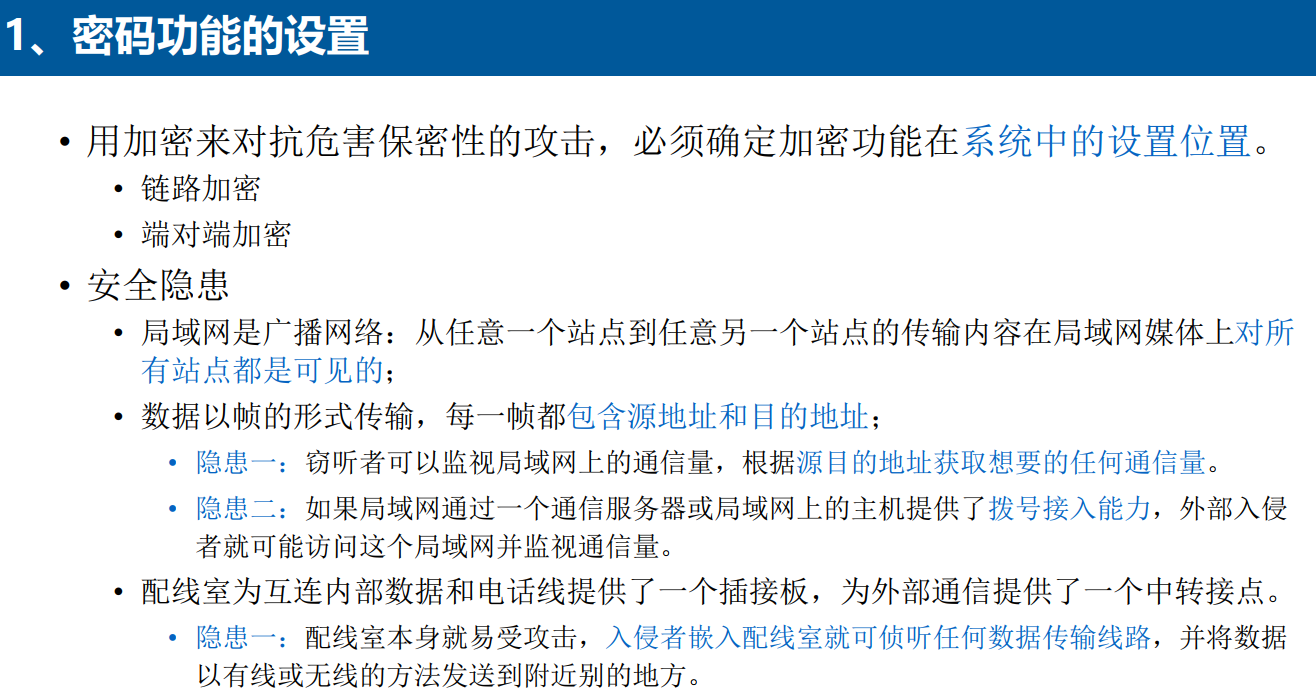 1、密码功能的设置
• 用加密来对抗危害保密性的攻击，必须确定加密功能在系统中的设置位置。
• 链路加密
• 端对端加密
• 安全隐患
• 局域网是广播网络：从任意一个站点到任意另一个站点的传输内容在局域网媒体上对所
有站点都是可见的；
• 数据以帧的形式传输，每一帧都包含源地址和目的地址；
• 隐患一：窃听者可以监视局域网上的通信量，根据源目的地址获取想要的任何通信量。
• 隐患二：如果局域网通过一个通信服务器或局域网上的主机提供了拨号接入能力，外部入侵
者就可能访问这个局域网并监视通信量。
• 配线室为互连内部数据和电话线提供了一个插接板，为外部通信提供了一个中转接点。
• 隐患一：配线室本身就易受攻击，入侵者嵌入配线室就可侦听任何数据传输线路，并将数据
以有线或无线的方法发送到附近别的地方。